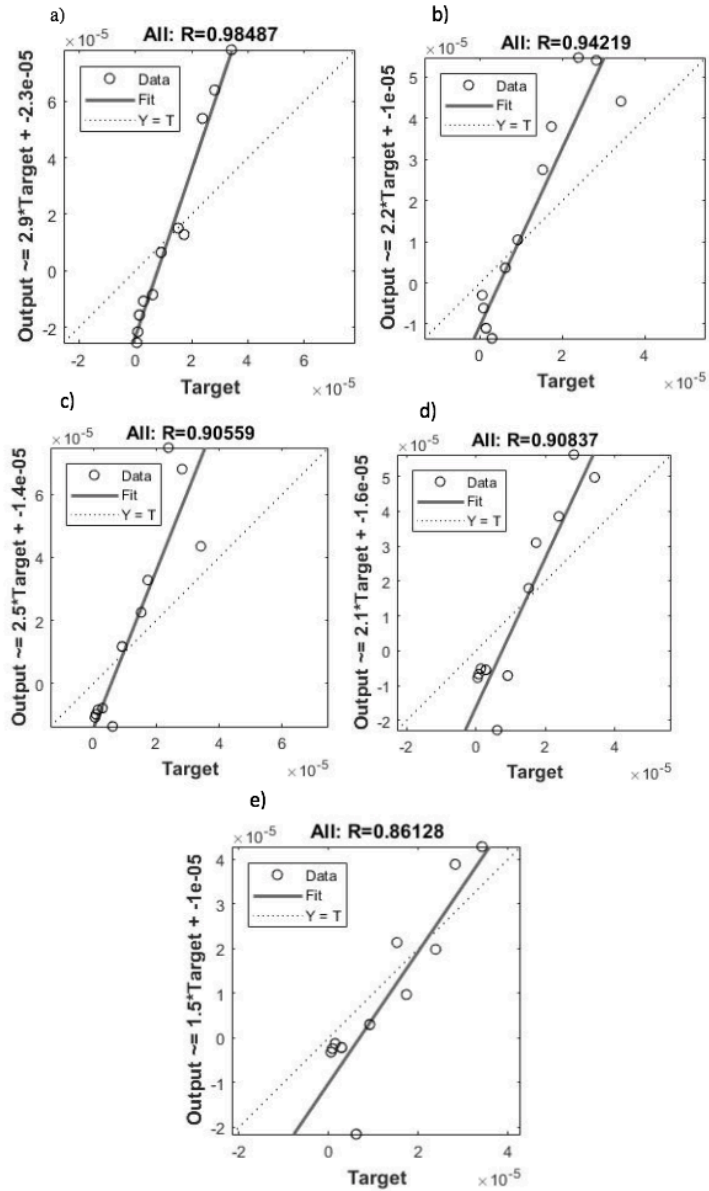 a)
×10⁻⁵
All: R=0.98487
Data
Fit
Y = T
Output ~= 2.9*Target + -2.3e-05
6
4
2
0
-2
-2 0 2 4 6
Target
×10⁻⁵
b)
×10⁻⁵
All: R=0.94219
Data
Fit
Y = T
Output ~= 2.2*Target + -1e-05
5
4
3
2
1
0
-1
0 2 4
Target
×10⁻⁵
c)
×10⁻⁵
All: R=0.90559
Data
Fit
Y = T
Output ~= 2.5*Target + -1.4e-05
6
4
2
0
0 2 4 6
Target
×10⁻⁵
d)
×10⁻⁵
All: R=0.90837
Data
Fit
Y = T
Output ~= 2.1*Target + -1.6e-05
5
4
3
2
1
0
-1
-2
-2 0 2 4
Target
×10⁻⁵
e)
×10⁻⁵
All: R=0.86128
Data
Fit
Y = T
Output ~= 1.5*Target + -1e-05
4
3
2
1
0
-1
-2
-2 0 2 4
Target
×10⁻⁵